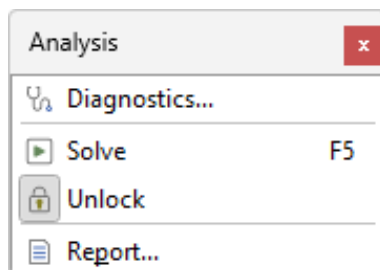 Analysis
Diagnostics...
Solve F5
Unlock
Report...